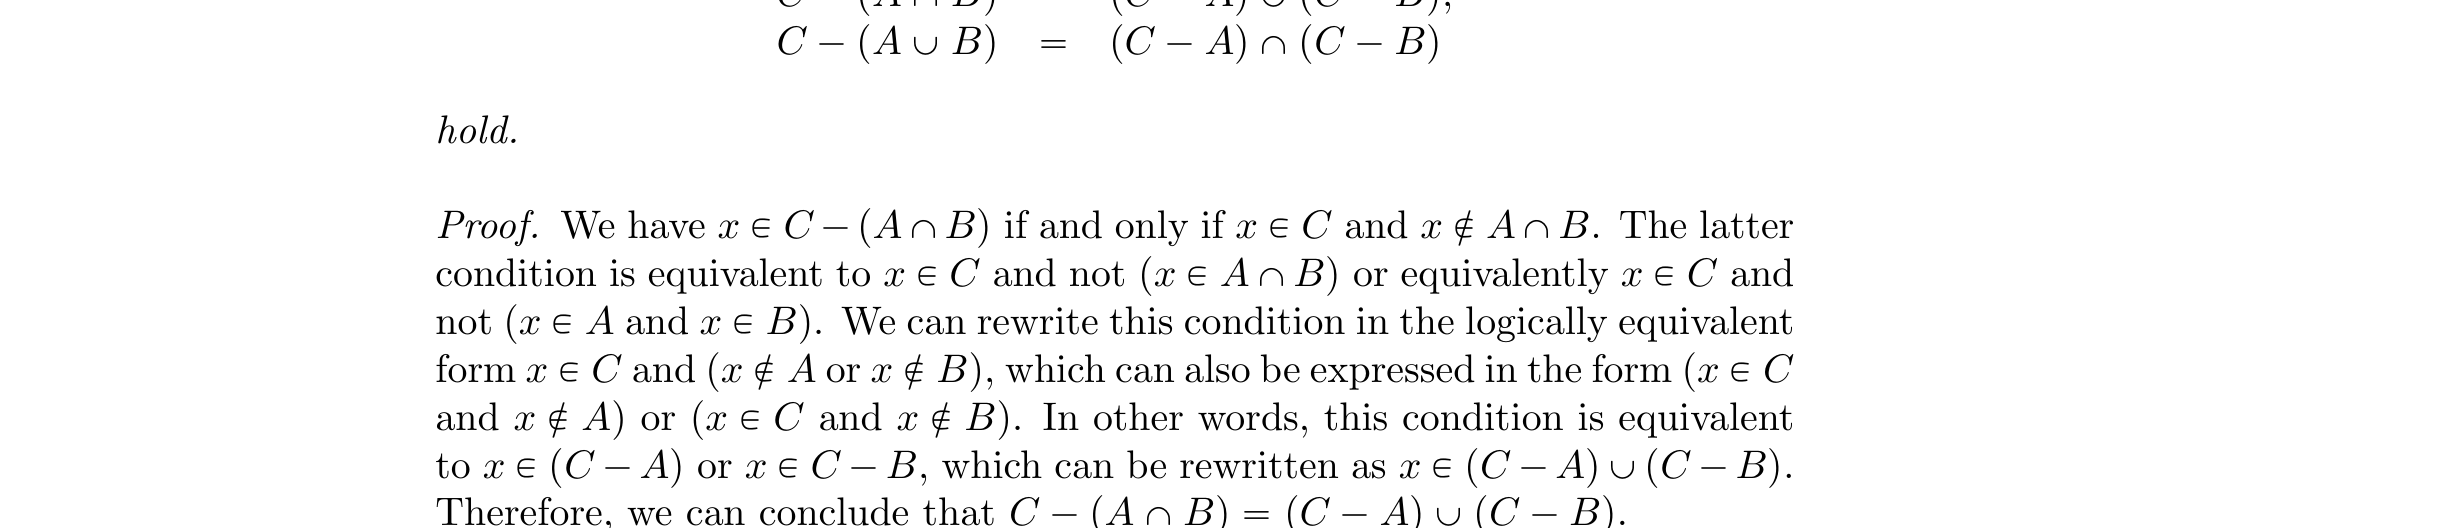 C − (A ∩ B) = (C − A) ∪ (C − B),
C − (A ∪ B) = (C − A) ∩ (C − B)
hold.
Proof. We have x ∈ C − (A ∩ B) if and only if x ∈ C and x ∉ A ∩ B. The latter
condition is equivalent to x ∈ C and not (x ∈ A ∩ B) or equivalently x ∈ C and
not (x ∈ A and x ∈ B). We can rewrite this condition in the logically equivalent
form x ∈ C and (x ∉ A or x ∉ B), which can also be expressed in the form (x ∈ C
and x ∉ A) or (x ∈ C and x ∉ B). In other words, this condition is equivalent
to x ∈ (C − A) or x ∈ C − B, which can be rewritten as x ∈ (C − A) ∪ (C − B).
Therefore, we can conclude that C − (A ∩ B) = (C − A) ∪ (C − B).